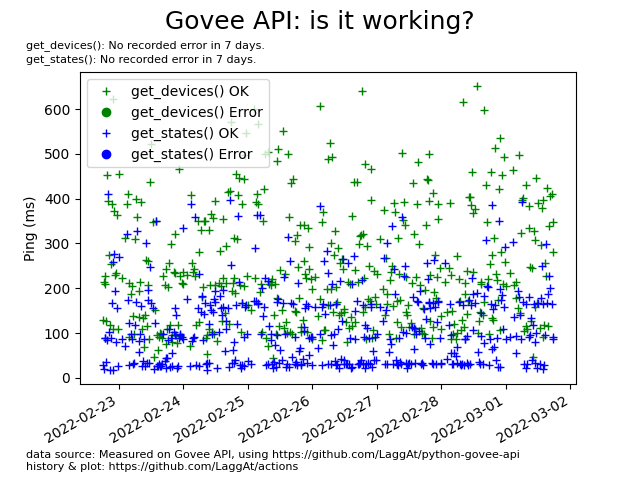 Govee API: is it working?
get_devices(): No recorded error in 7 days.
get_states(): No recorded error in 7 days.
get_devices() OK
get_devices() Error
get_states() OK
get_states() Error
Ping (ms)
600
500
400
300
200
100
0
2022-02-23
2022-02-24
2022-02-25
2022-02-26
2022-02-27
2022-02-28
2022-03-01
2022-03-02
data source: Measured on Govee API, using https://github.com/LaggAt/python-govee-api
history & plot: https://github.com/LaggAt/actions